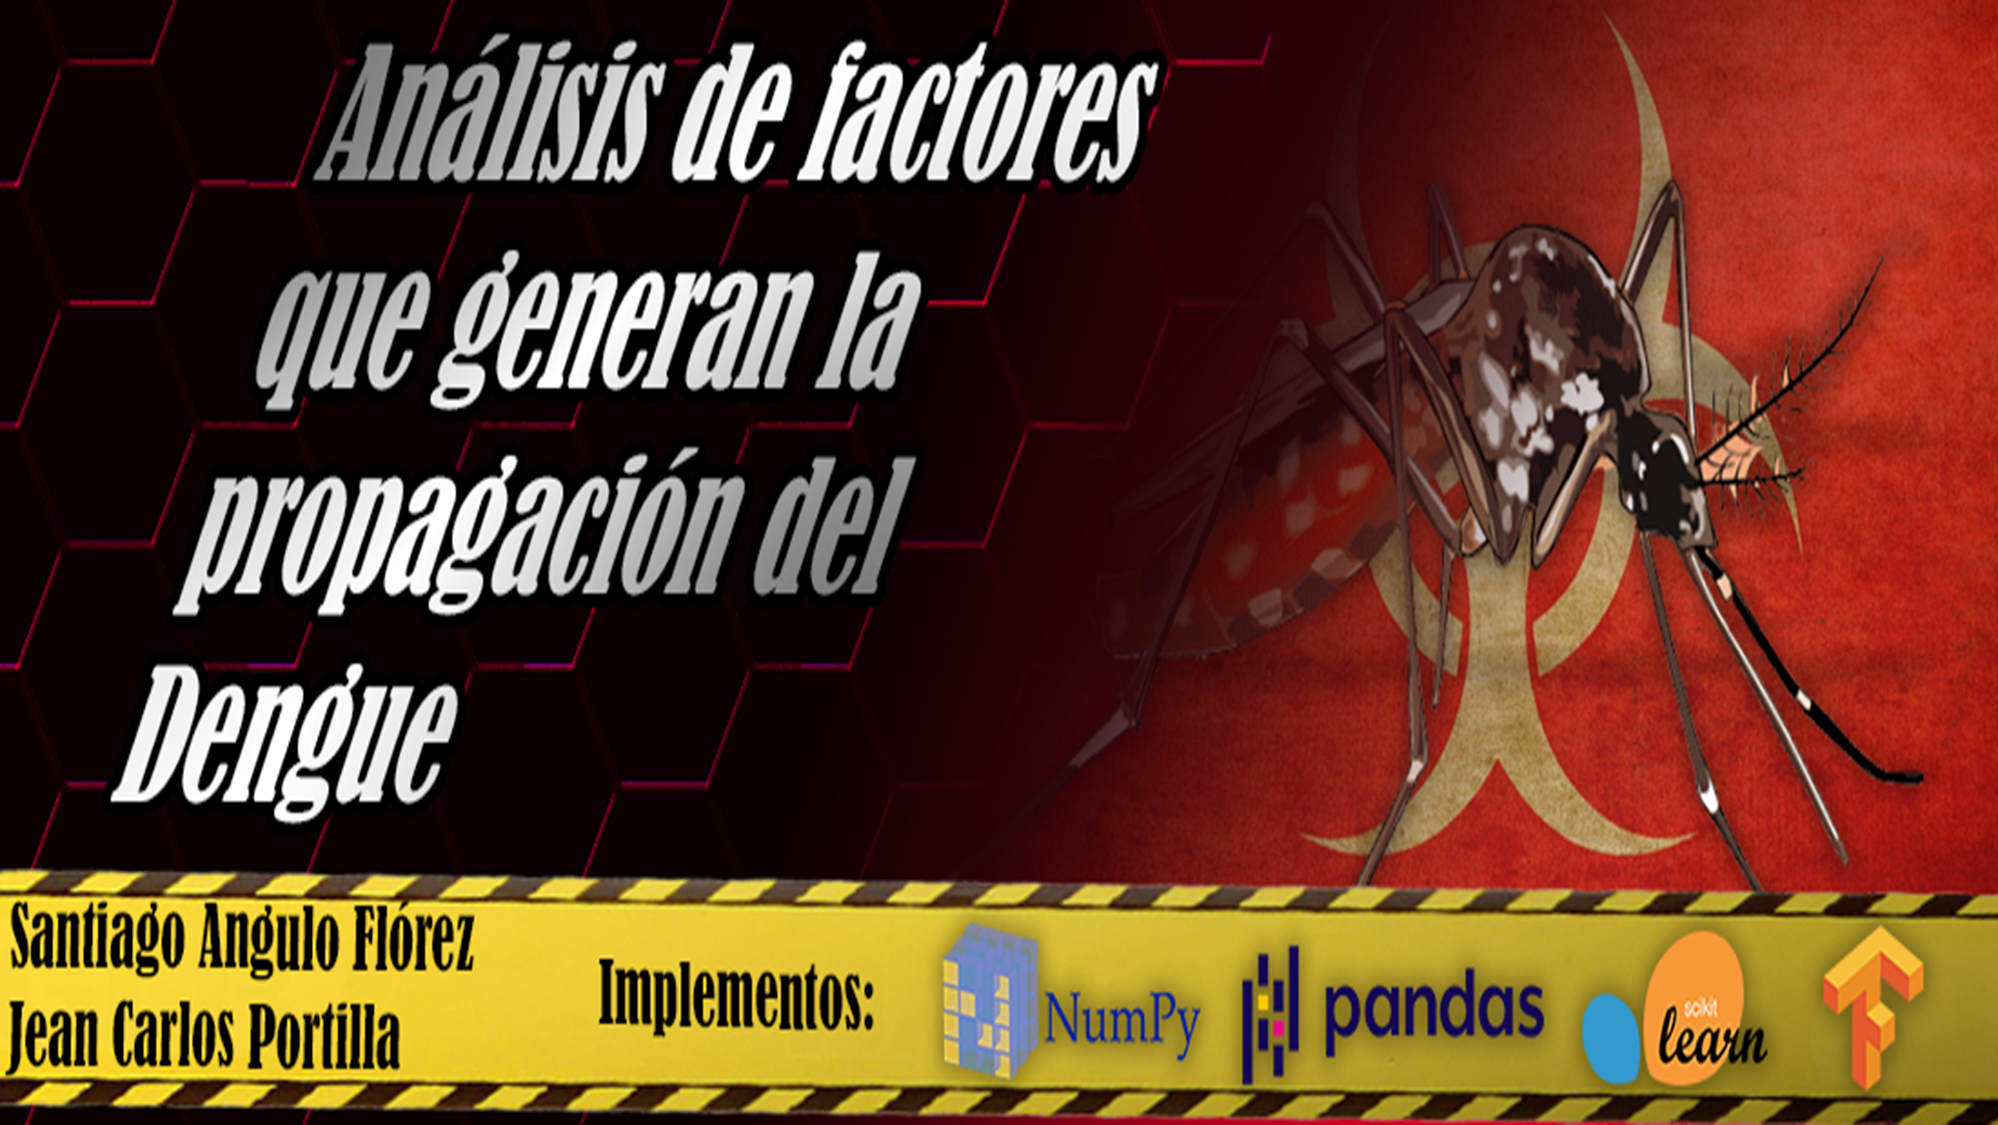 Análisis de factores
que generan la
propagación del
Dengue
Santiago Angulo Flórez
Jean Carlos Portilla
Implementos:
NumPy
pandas
scikit
learn